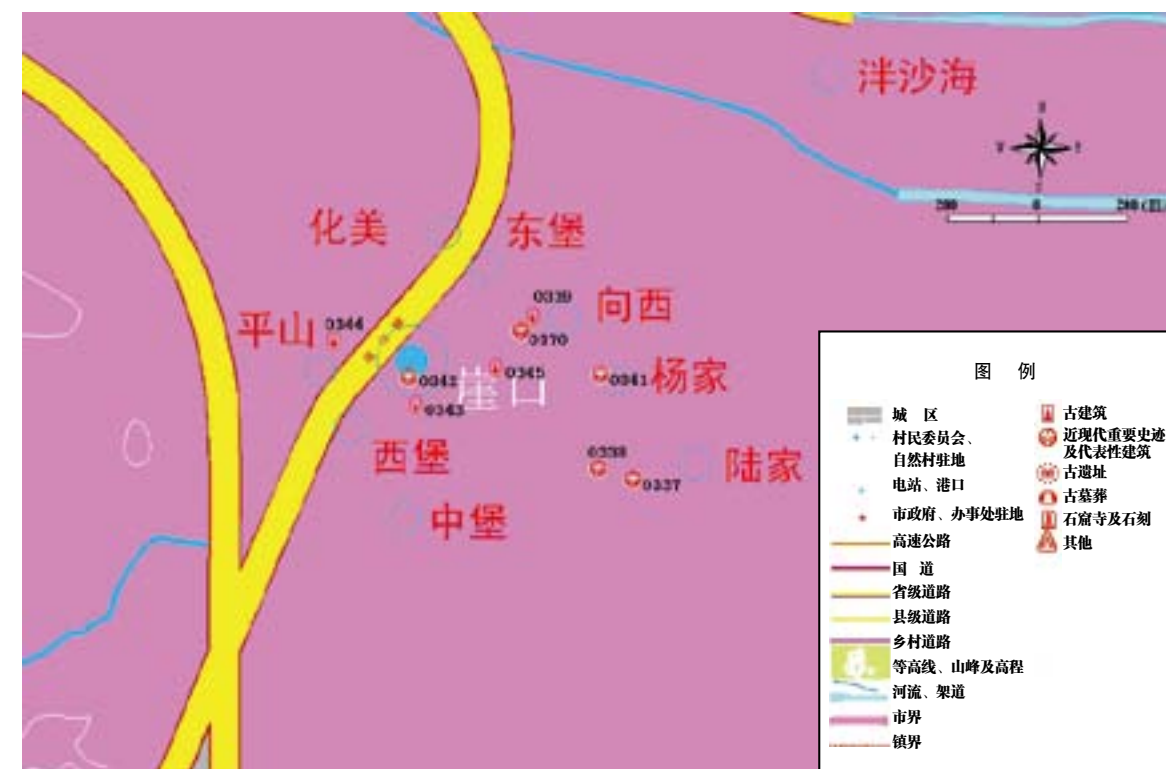 泮沙海
200 0 200
化美
东堡
0339
向西
平山
0344
0370
0342
崖口
0345
0341
杨家
0343
西堡
0338
0337
陆家
中堡
图 例
城 区
村民委员会、
自然村驻地
电站、港口
市政府、办事处驻地
高速公路
国 道
省级道路
县级道路
乡村道路
等高线、山峰及高程
河流、架道
市界
镇界
古建筑
近现代重要史迹
及代表性建筑
古遗址
古墓葬
石窟寺及石刻
其他